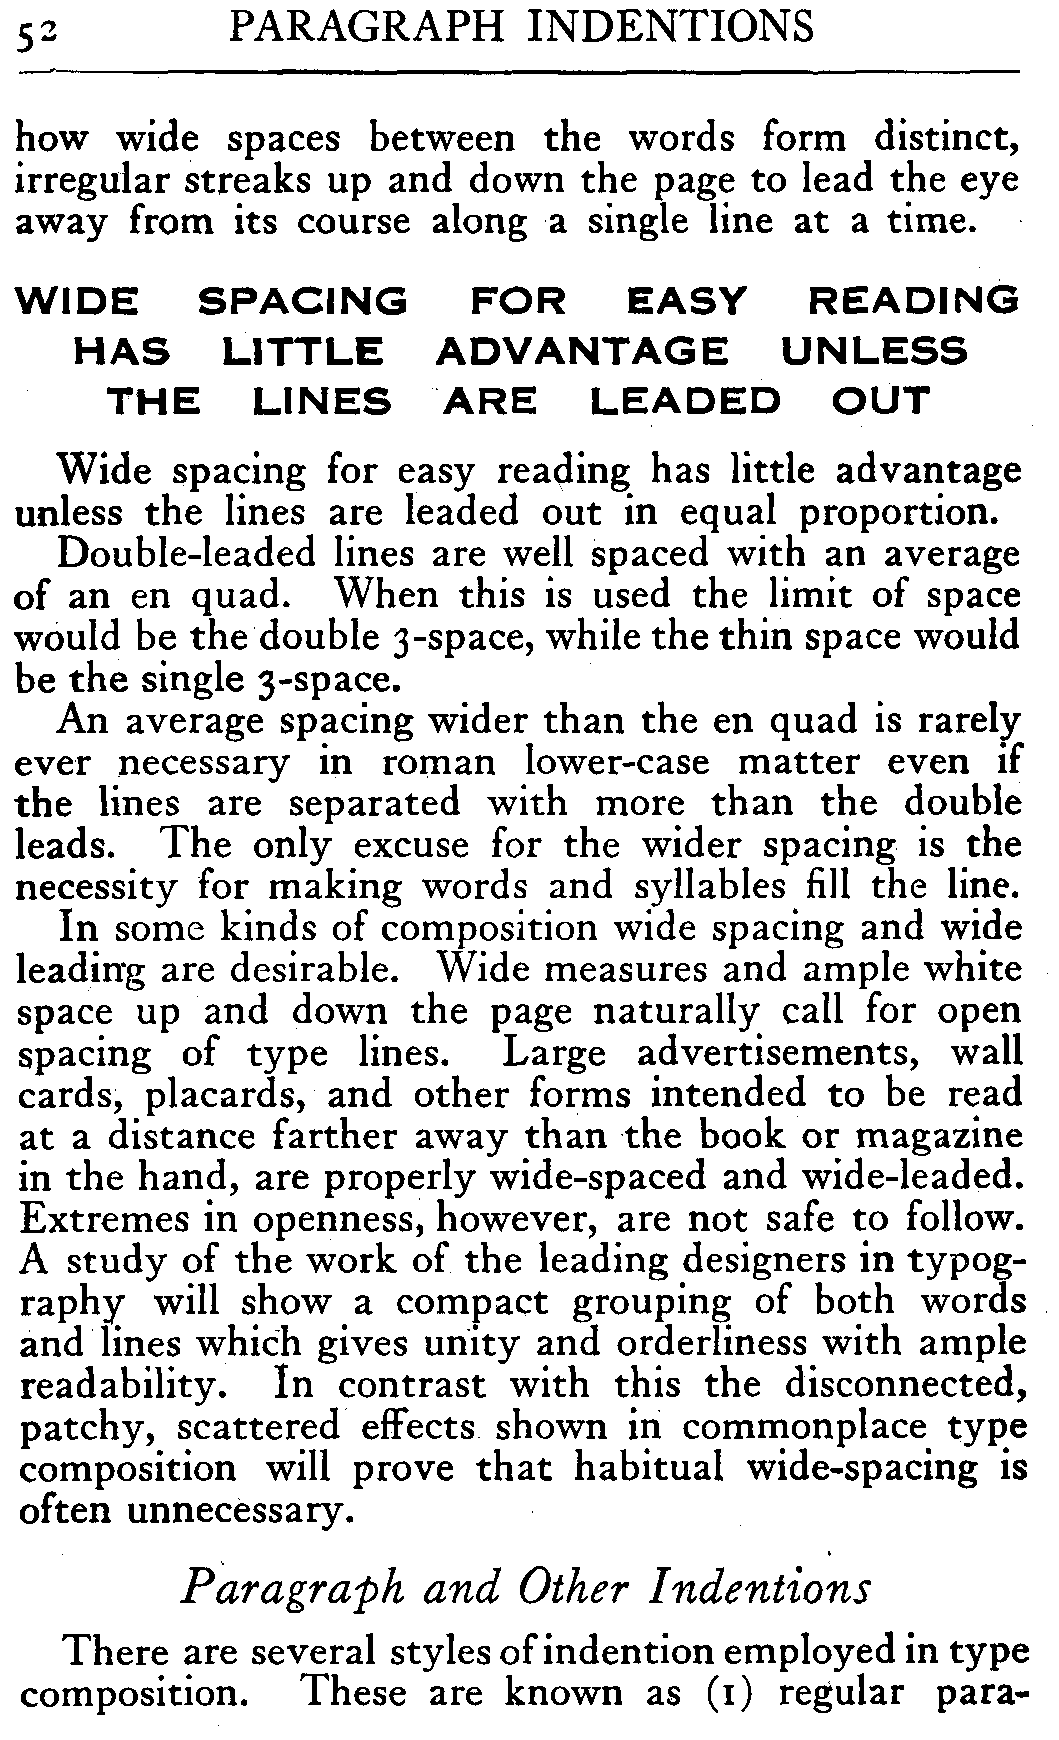 52 PARAGRAPH INDENTIONS
how wide spaces between the words form distinct,
irregular streaks up and down the page to lead the eye
away from its course along a single line at a time.
WIDE SPACING FOR EASY READING
HAS LITTLE ADVANTAGE UNLESS
THE LINES ARE LEADED OUT
Wide spacing for easy reading has little advantage
unless the lines are leaded out in equal proportion.
Double-leaded lines are well spaced with an average
of an en quad. When this is used the limit of space
would be the double 3-space, while the thin space would
be the single 3-space.
An average spacing wider than the en quad is rarely
ever necessary in roman lower-case matter even if
the lines are separated with more than the double
leads. The only excuse for the wider spacing is the
necessity for making words and syllables fill the line.
In some kinds of composition wide spacing and wide
leading are desirable. Wide measures and ample white
space up and down the page naturally call for open
spacing of type lines. Large advertisements, wall
cards, placards, and other forms intended to be read
at a distance farther away than the book or magazine
in the hand, are properly wide-spaced and wide-leaded.
Extremes in openness, however, are not safe to follow.
A study of the work of the leading designers in typog-
raphy will show a compact grouping of both words
and lines which gives unity and orderliness with ample
readability. In contrast with this the disconnected,
patchy, scattered effects shown in commonplace type
composition will prove that habitual wide-spacing is
often unnecessary.
Paragraph and Other Indentions
There are several styles of indention employed in type
composition. These are known as (1) regular para-